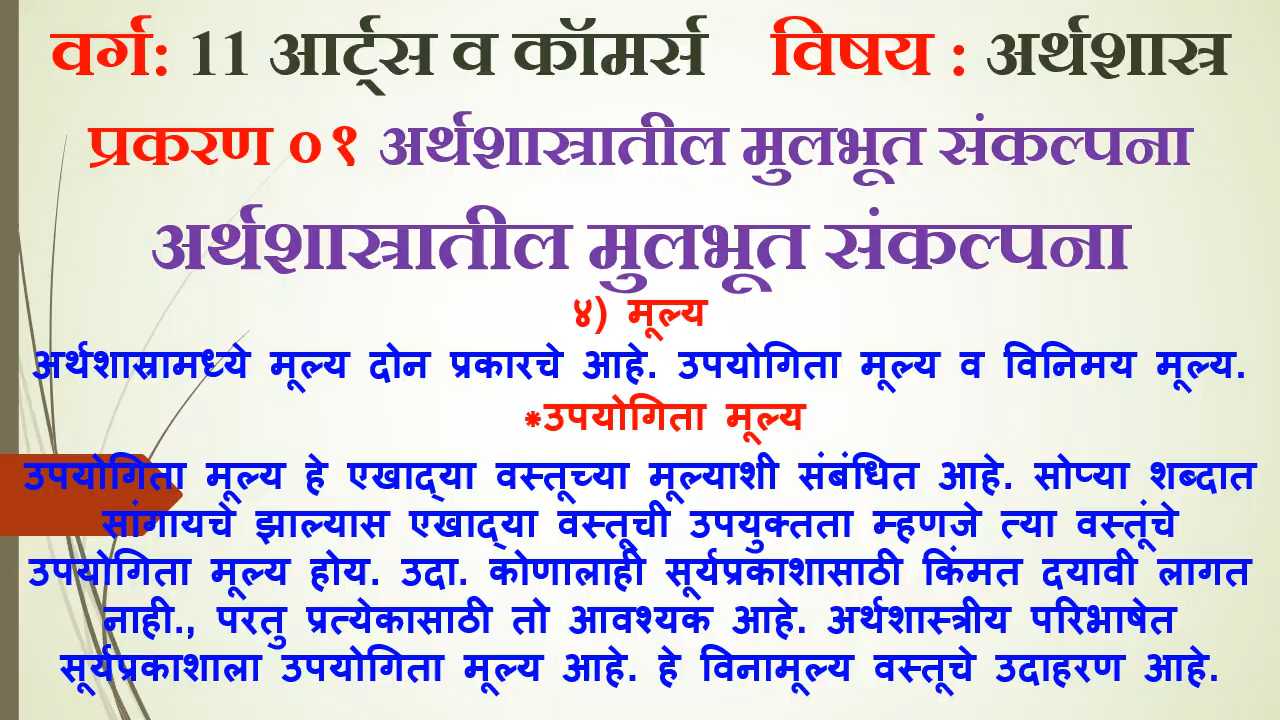 वर्ग: 11 आर्ट्स व कॉमर्स विषय : अर्थशास्त्र
प्रकरण ०१ अर्थशास्त्रातील मुलभूत संकल्पना
अर्थशास्त्रातील मुलभूत संकल्पना
४) मूल्य
अर्थशास्त्रामध्ये मूल्य दोन प्रकारचे आहे. उपयोगिता मूल्य व विनिमय मूल्य.
*उपयोगिता मूल्य
उपयोगिता मूल्य हे एखाद्या वस्तूच्या मूल्याशी संबंधित आहे. सोप्या शब्दात
सांगायचे झाल्यास एखाद्या वस्तूची उपयुक्तता म्हणजे त्या वस्तूंचे
उपयोगिता मूल्य होय. उदा. कोणालाही सूर्यप्रकाशासाठी किंमत दयावी लागत
नाही., परतु प्रत्येकासाठी तो आवश्यक आहे. अर्थशास्त्रीय परिभाषेत
सूर्यप्रकाशाला उपयोगिता मूल्य आहे. हे विनामूल्य वस्तूचे उदाहरण आहे.